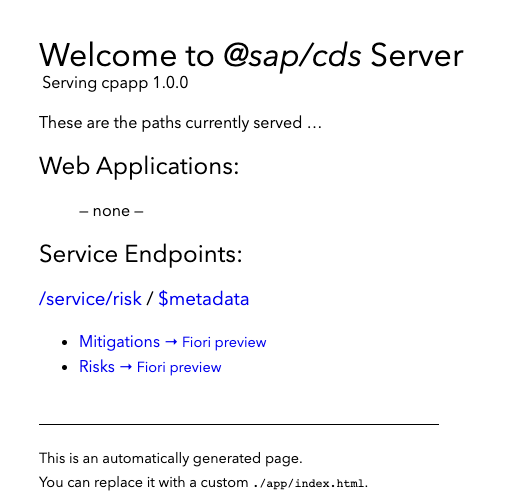 Welcome to @sap/cds Server
Serving cpapp 1.0.0
These are the paths currently served …
Web Applications:
– none –
Service Endpoints:
/service/risk / $metadata
• Mitigations → Fiori preview
• Risks → Fiori preview
This is an automatically generated page.
You can replace it with a custom ./app/index.html.